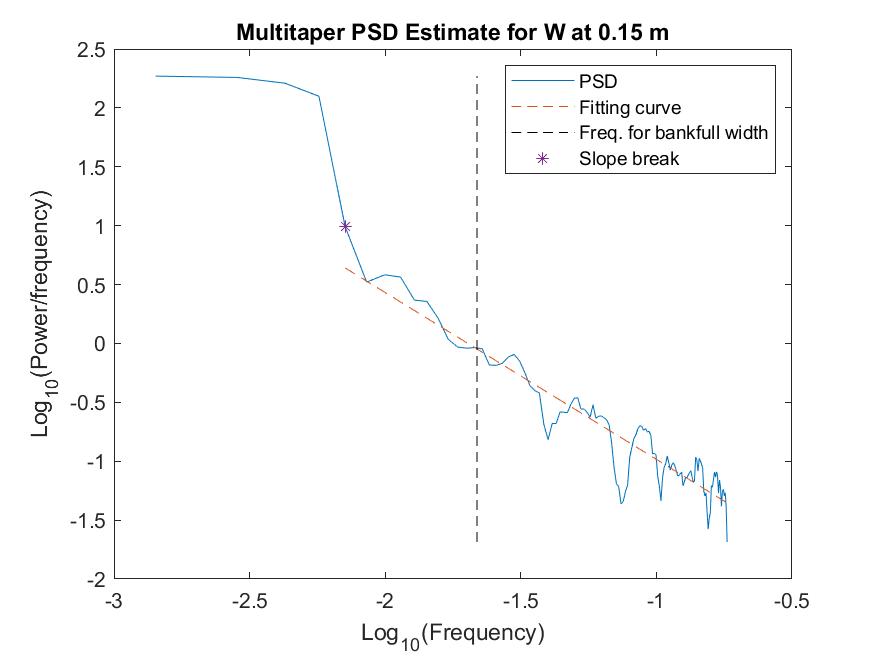 Multitaper PSD Estimate for W at 0.15 m
2.5
2
1.5
1
0.5
0
-0.5
-1
-1.5
-2
-3
-2.5
-2
-1.5
-1
-0.5
Log10(Power/frequency)
Log10(Frequency)
PSD
Fitting curve
Freq. for bankfull width
Slope break